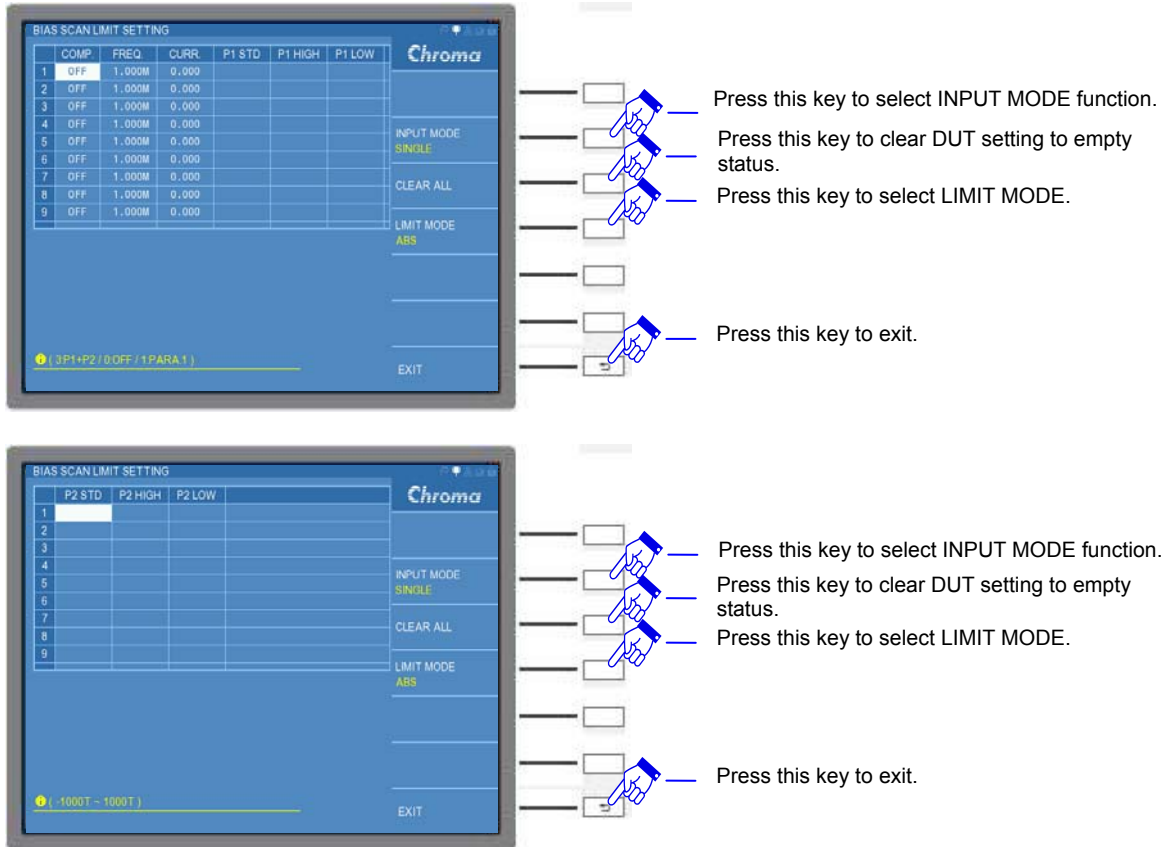 BIAS SCAN LIMIT SETTING
COMP. FREQ. CURR. P1 STD P1 HIGH P1 LOW
Chroma
1 OFF 1.000M 0.000
2 OFF 1.000M 0.000
3 OFF 1.000M 0.000
4 OFF 1.000M 0.000
5 OFF 1.000M 0.000
6 OFF 1.000M 0.000
7 OFF 1.000M 0.000
8 OFF 1.000M 0.000
9 OFF 1.000M 0.000
INPUT MODE
SINGLE
CLEAR ALL
LIMIT MODE
ABS
( 3:P1+P2 / 0:OFF / 1:PARA.1 )
EXIT
Press this key to select INPUT MODE function.
Press this key to clear DUT setting to empty
status.
Press this key to select LIMIT MODE.
Press this key to exit.
BIAS SCAN LIMIT SETTING
P2 STD P2 HIGH P2 LOW
Chroma
1
2
3
4
5
6
7
8
9
INPUT MODE
SINGLE
CLEAR ALL
LIMIT MODE
ABS
( -1000T ~ 1000T )
EXIT
Press this key to select INPUT MODE function.
Press this key to clear DUT setting to empty
status.
Press this key to select LIMIT MODE.
Press this key to exit.